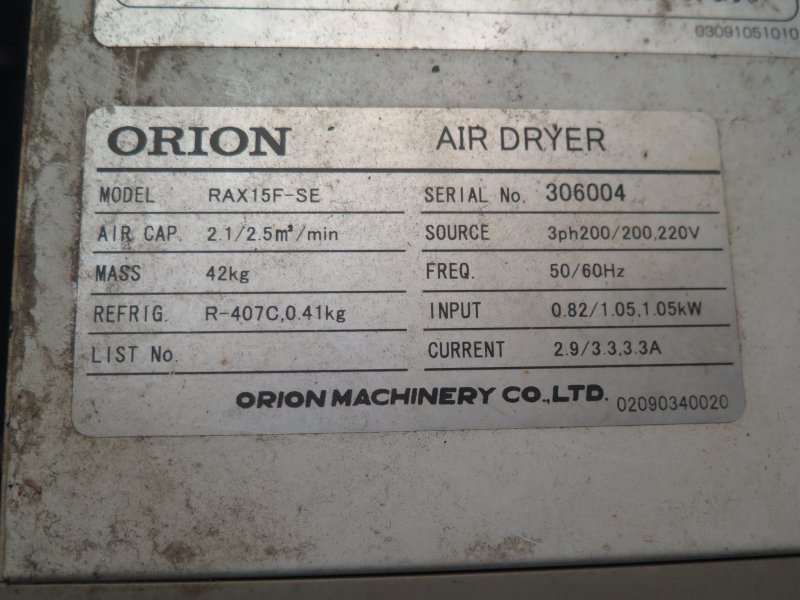 03091051010
ORION AIR DRYER
MODEL RAX15F-SE SERIAL No. 306004
AIR CAP. 2.1/2.5m³/min SOURCE 3ph200/200,220V
MASS 42kg FREQ. 50/60Hz
REFRIG. R-407C,0.41kg INPUT 0.82/1.05,1.05kW
LIST No. CURRENT 2.9/3.3,3.3A
ORION MACHINERY CO.,LTD. 02090340020